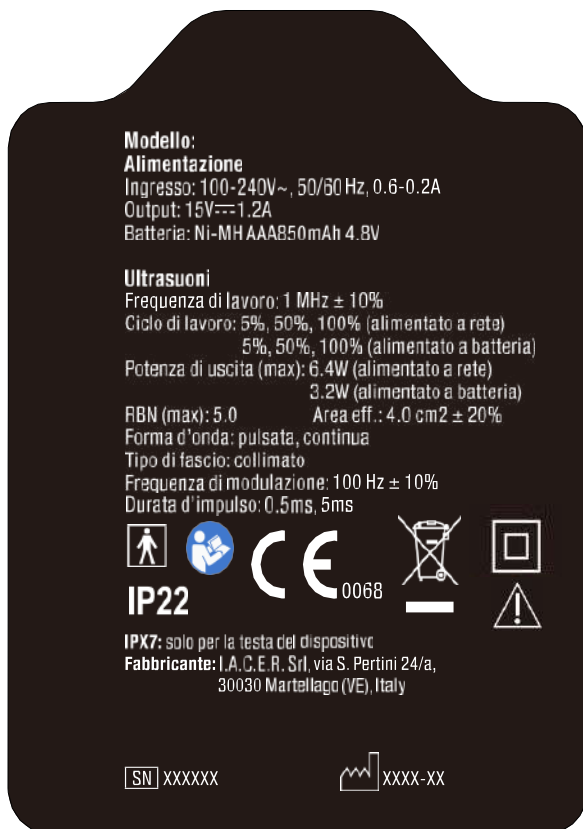 Modello:
Alimentazione
Ingresso: 100-240V~, 50/60 Hz, 0.6-0.2A
Output: 15V⎓1.2A
Batteria: Ni-MH AAA850mAh 4.8V
Ultrasuoni
Frequenza di lavoro: 1 MHz ± 10%
Ciclo di lavoro: 5%, 50%, 100% (alimentato a rete)
5%, 50%, 100% (alimentato a batteria)
Potenza di uscita (max): 6.4W (alimentato a rete)
3.2W (alimentato a batteria)
RBN (max): 5.0 Area eff.: 4.0 cm2 ± 20%
Forma d'onda: pulsata, continua
Tipo di fascio: collimato
Frequenza di modulazione: 100 Hz ± 10%
Durata d'impulso: 0.5ms, 5ms
CE 0068
IP22
IPX7: solo per la testa del dispositivo
Fabbricante: I.A.C.E.R. Srl, via S. Pertini 24/a,
30030 Martellago (VE), Italy
SN XXXXXX XXXX-XX